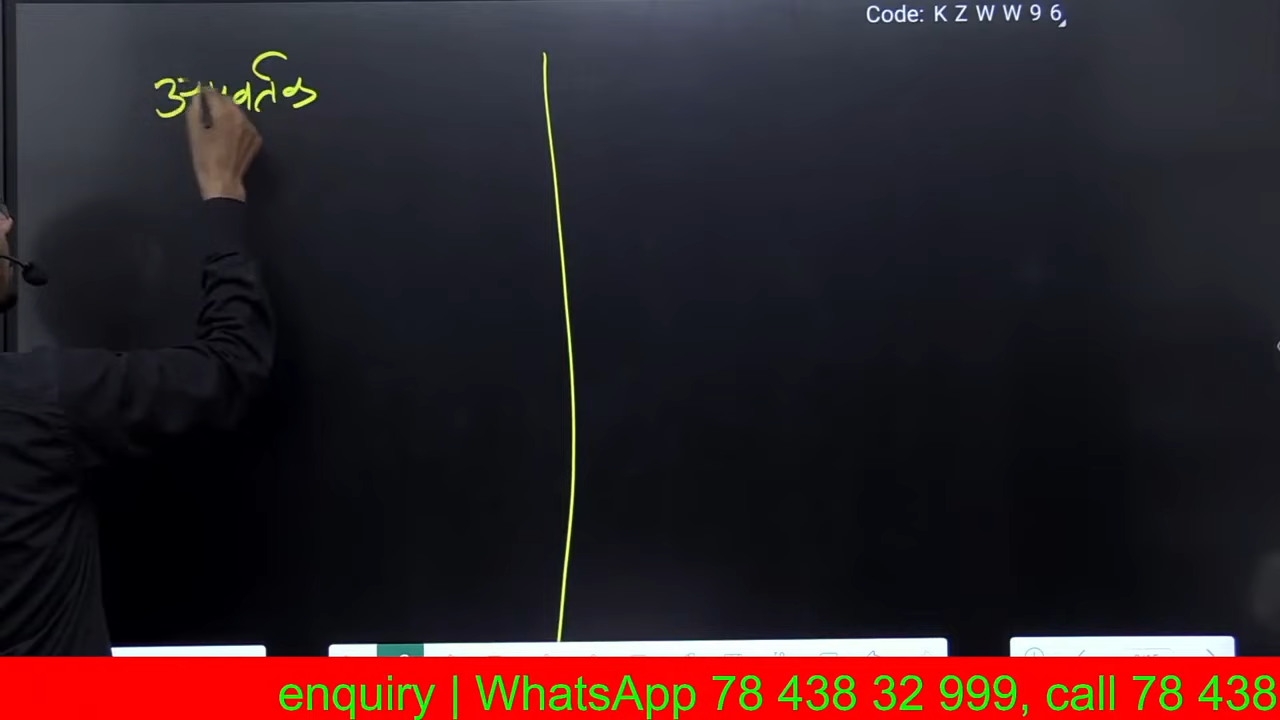 Code: K Z W W 9 6
enquiry | WhatsApp 78 438 32 999, call 78 438